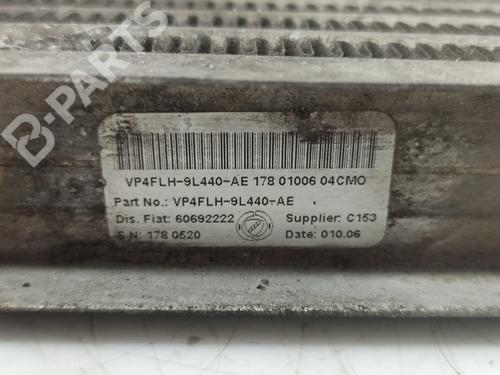 B-PARTS
VP4FLH-9L440-AE 178 01006 04CMO
Part No.: VP4FLH-9L440-AE
Dis. Fiat: 60692222 Supplier: C153
S/N: 178 0520 Date: 010.06